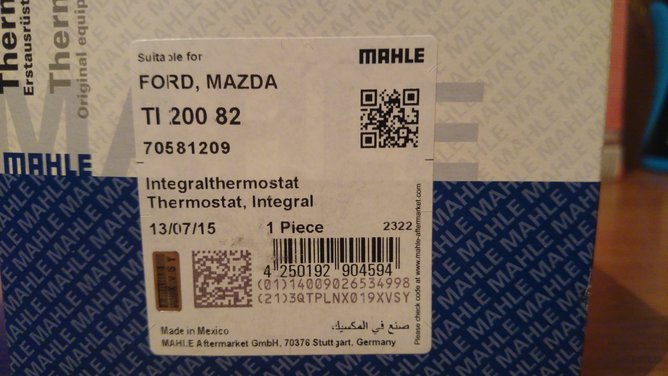 Therm
Erstausrüst
Therm
Original equip
MAHLE
Suitable for
MAHLE
FORD, MAZDA
TI 200 82
70581209
Integralthermostat
Thermostat, Integral
13/07/15 1 Piece 2322
4 250192 904594
(01)14009026534998
(21)3QTPLNX019XVSY
XVSY
Please check code at www.mahle-aftermarket.com
Made in Mexico
صنع في المكسيك
MAHLE Aftermarket GmbH, 70376 Stuttgart, Germany